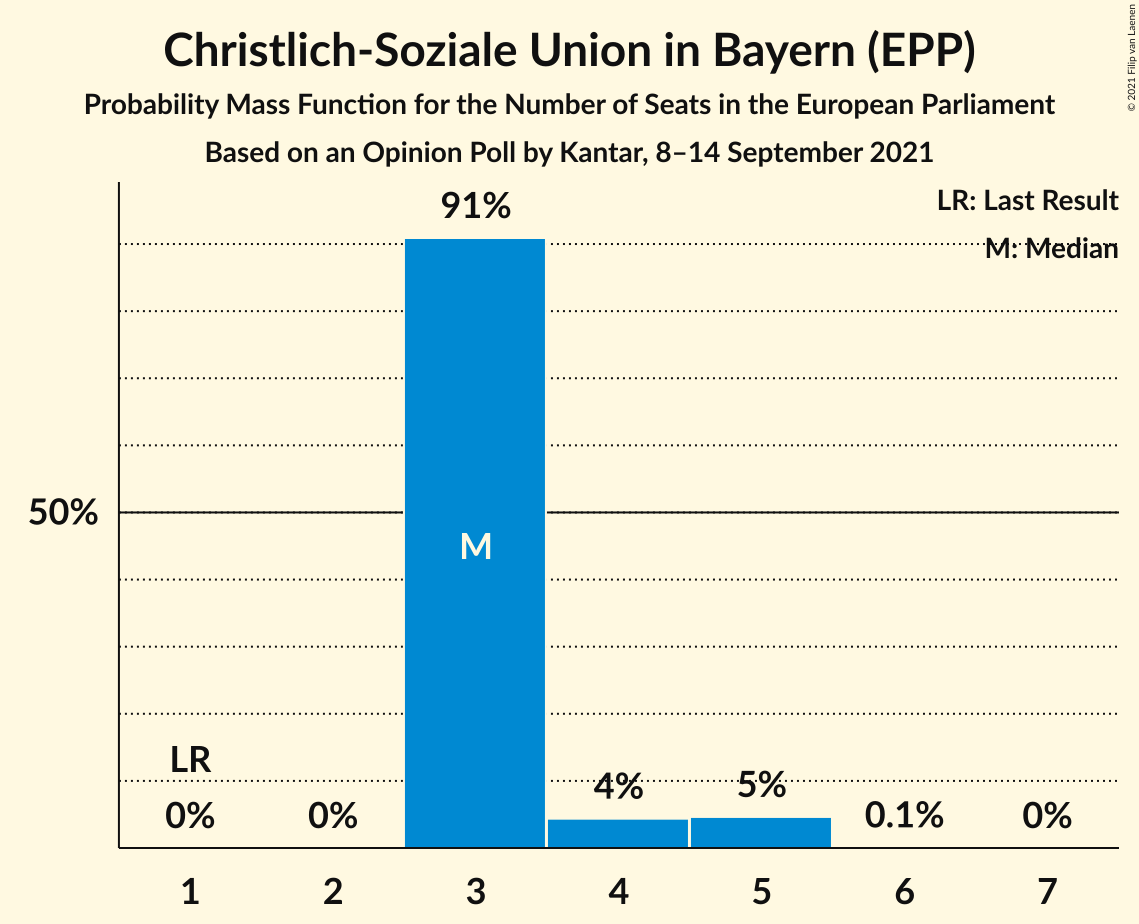 Christlich-Soziale Union in Bayern (EPP)
Probability Mass Function for the Number of Seats in the European Parliament
Based on an Opinion Poll by Kantar, 8–14 September 2021
© 2021 Filip van Laenen
LR: Last Result
M: Median
91%
50%
M
LR
0%
0%
4%
5%
0.1%
0%
1 2 3 4 5 6 7